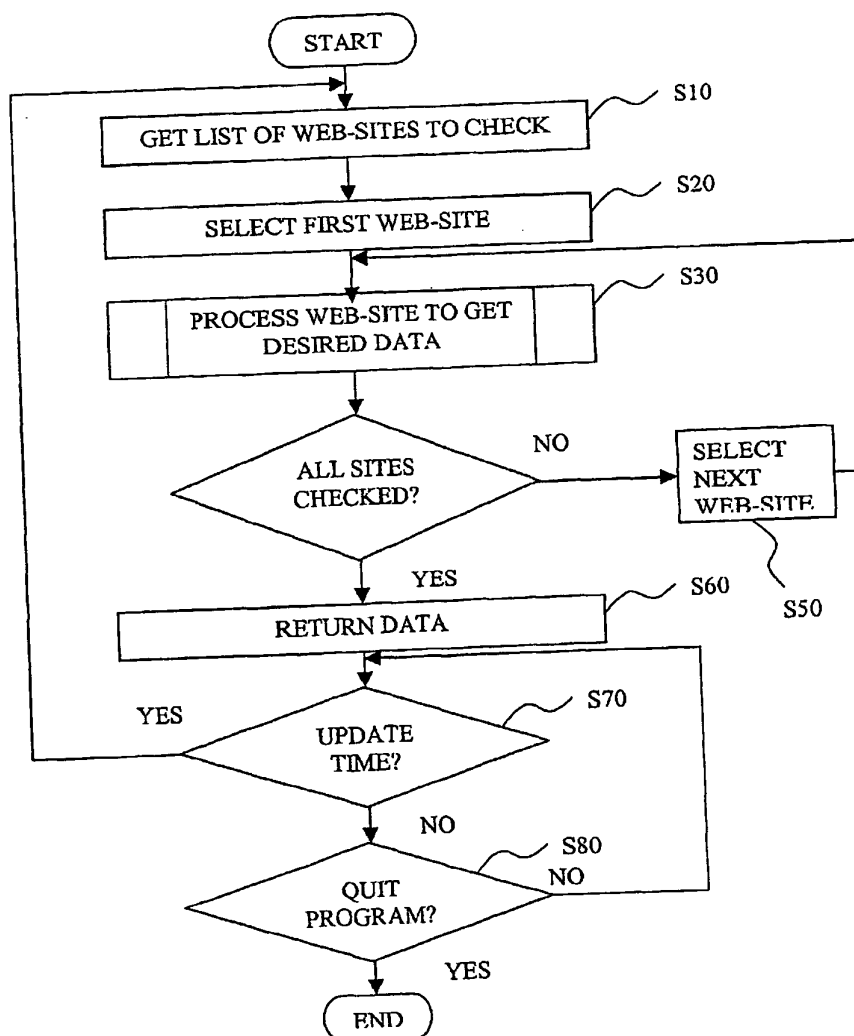 START
S10
GET LIST OF WEB-SITES TO CHECK
S20
SELECT FIRST WEB-SITE
S30
PROCESS WEB-SITE TO GET
DESIRED DATA
NO
ALL SITES
CHECKED?
SELECT
NEXT
WEB-SITE
YES
S50
S60
RETURN DATA
YES
S70
UPDATE
TIME?
NO
S80
NO
QUIT
PROGRAM?
YES
END